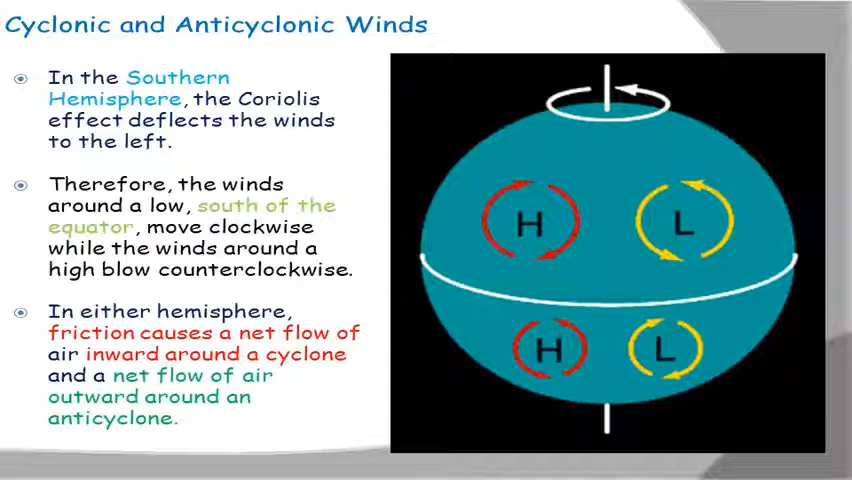 Cyclonic and Anticyclonic Winds
In the Southern
Hemisphere, the Coriolis
effect deflects the winds
to the left.
Therefore, the winds
around a low, south of the
equator, move clockwise
while the winds around a
high blow counterclockwise.
In either hemisphere,
friction causes a net flow of
air inward around a cyclone
and a net flow of air
outward around an
anticyclone.
H L
H L